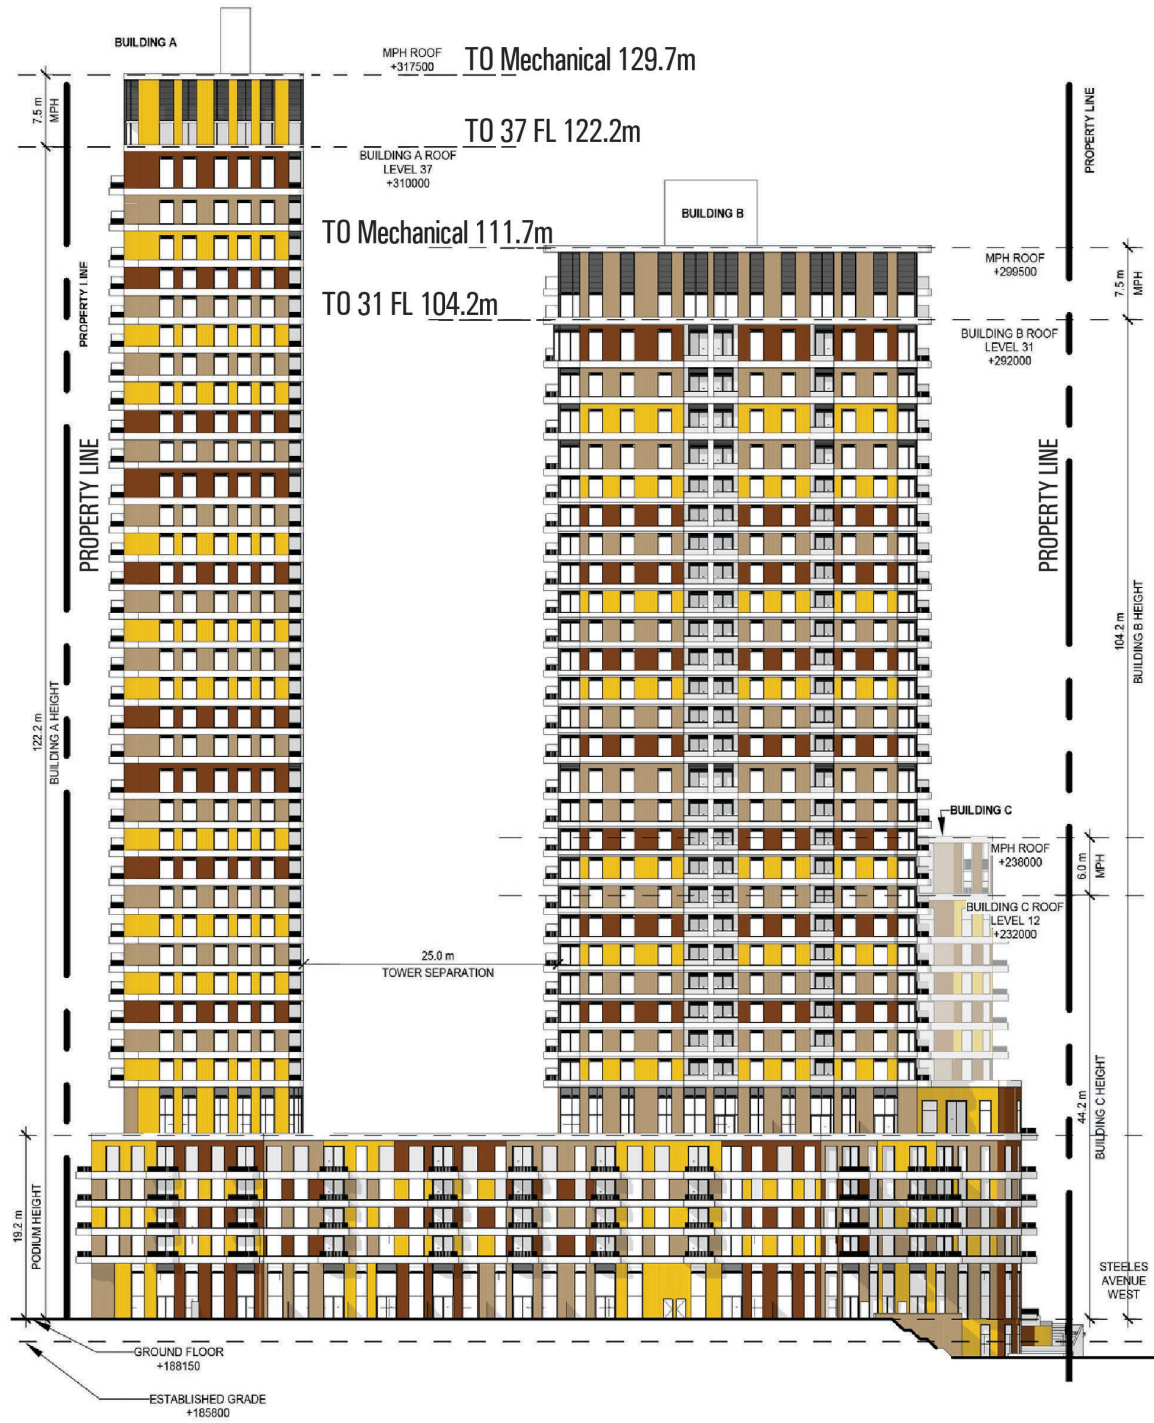 BUILDING A
MPH ROOF
+317500
TO Mechanical 129.7m
7.5 m
MPH
TO 37 FL 122.2m
BUILDING A ROOF
LEVEL 37
+310000
PROPERTY LINE
BUILDING B
TO Mechanical 111.7m
MPH ROOF
+299500
7.5 m
MPH
TO 31 FL 104.2m
BUILDING B ROOF
LEVEL 31
+292000
PROPERTY LINE
PROPERTY LINE
PROPERTY LINE
104.2 m
BUILDING B HEIGHT
122.2 m
BUILDING A HEIGHT
BUILDING C
MPH ROOF
+238000
6.0 m
MPH
BUILDING C ROOF
LEVEL 12
+232000
25.0 m
TOWER SEPARATION
44.2 m
BUILDING C HEIGHT
19.2 m
PODIUM HEIGHT
STEELES
AVENUE
WEST
GROUND FLOOR
+188150
ESTABLISHED GRADE
+185800